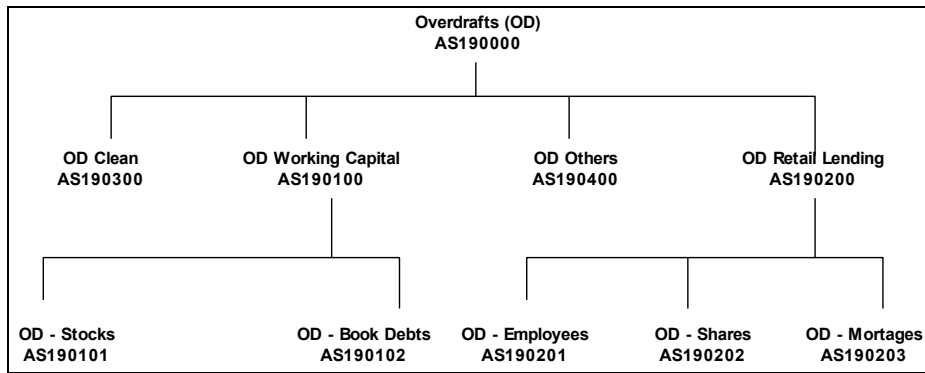 Overdrafts (OD)
AS190000
OD Clean
AS190300
OD Working Capital
AS190100
OD Others
AS190400
OD Retail Lending
AS190200
OD - Stocks
AS190101
OD - Book Debts
AS190102
OD - Employees
AS190201
OD - Shares
AS190202
OD - Mortages
AS190203